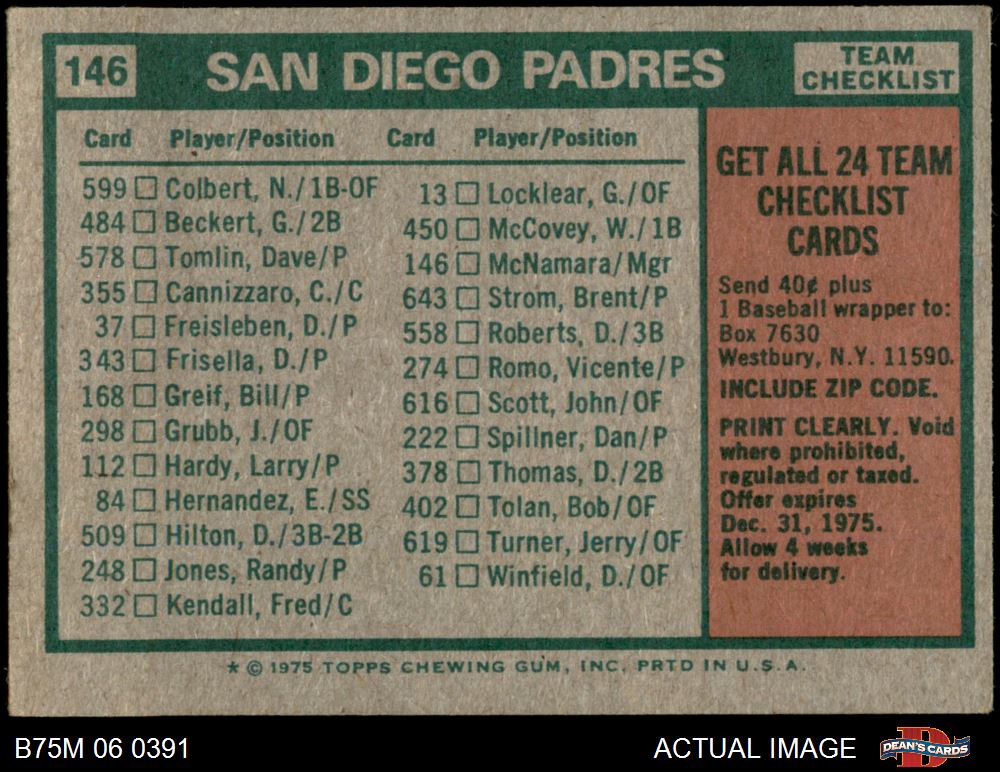 146
SAN DIEGO PADRES
TEAM
CHECKLIST
Card Player/Position
599 Colbert, N./1B-OF
484 Beckert, G./2B
578 Tomlin, Dave/P
355 Cannizzaro, C./C
37 Freisleben, D./P
343 Frisella, D./P
168 Greif, Bill/P
298 Grubb, J./OF
112 Hardy, Larry/P
84 Hernandez, E./SS
509 Hilton, D./3B-2B
248 Jones, Randy/P
332 Kendall, Fred/C
Card Player/Position
13 Locklear, G./OF
450 McCovey, W./1B
146 McNamara/Mgr
643 Strom, Brent/P
558 Roberts, D./3B
274 Romo, Vicente/P
616 Scott, John/OF
222 Spillner, Dan/P
378 Thomas, D./2B
402 Tolan, Bob/OF
619 Turner, Jerry/OF
61 Winfield, D./OF
GET ALL 24 TEAM
CHECKLIST
CARDS
Send 40¢ plus
1 Baseball wrapper to:
Box 7630
Westbury, N.Y. 11590.
INCLUDE ZIP CODE.
PRINT CLEARLY. Void
where prohibited,
regulated or taxed.
Offer expires
Dec. 31, 1975.
Allow 4 weeks
for delivery.
* © 1975 TOPPS CHEWING GUM, INC. PRTD IN U.S.A.
B75M 06 0391
ACTUAL IMAGE
DEAN'S CARDS